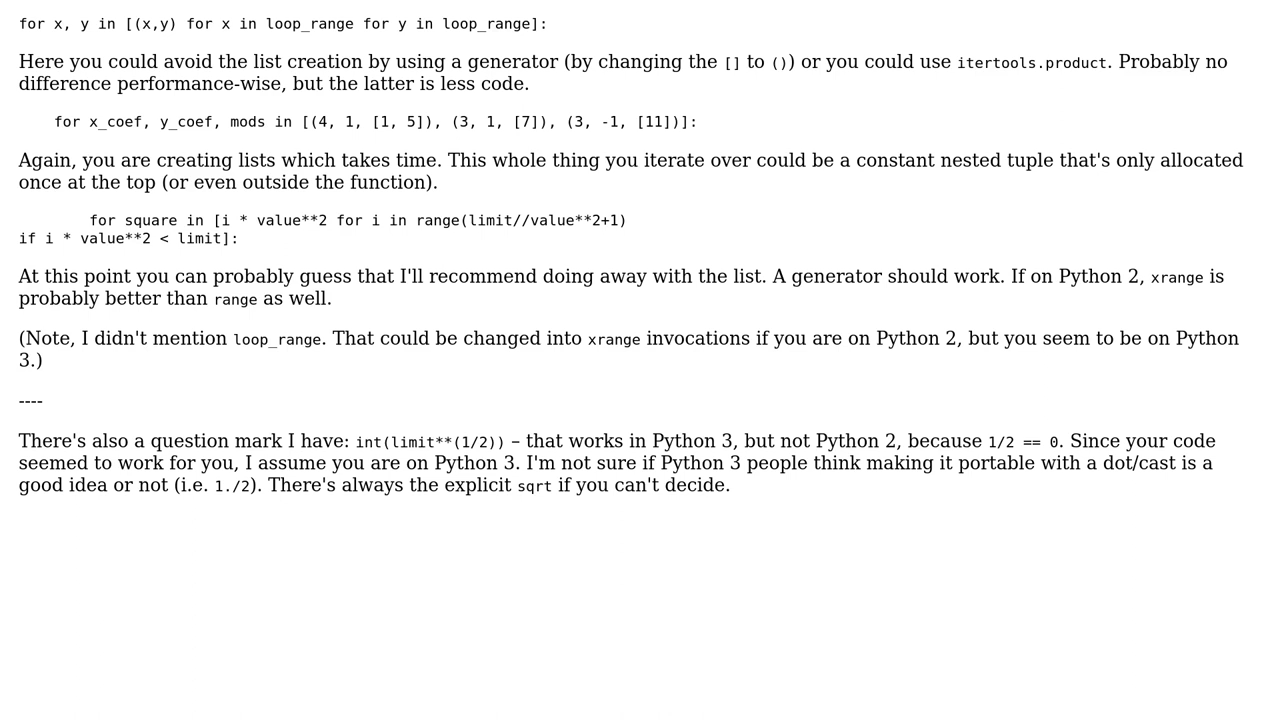 for x, y in [(x,y) for x in loop_range for y in loop_range]:
Here you could avoid the list creation by using a generator (by changing the [] to ()) or you could use itertools.product. Probably no
difference performance-wise, but the latter is less code.
    for x_coef, y_coef, mods in [(4, 1, [1, 5]), (3, 1, [7]), (3, -1, [11])]:
Again, you are creating lists which takes time. This whole thing you iterate over could be a constant nested tuple that's only allocated
once at the top (or even outside the function).
        for square in [i * value**2 for i in range(limit//value**2+1)
if i * value**2 < limit]:
At this point you can probably guess that I'll recommend doing away with the list. A generator should work. If on Python 2, xrange is
probably better than range as well.
(Note, I didn't mention loop_range. That could be changed into xrange invocations if you are on Python 2, but you seem to be on Python
3.)
----
There's also a question mark I have: int(limit**(1/2)) – that works in Python 3, but not Python 2, because 1/2 == 0. Since your code
seemed to work for you, I assume you are on Python 3. I'm not sure if Python 3 people think making it portable with a dot/cast is a
good idea or not (i.e. 1./2). There's always the explicit sqrt if you can't decide.